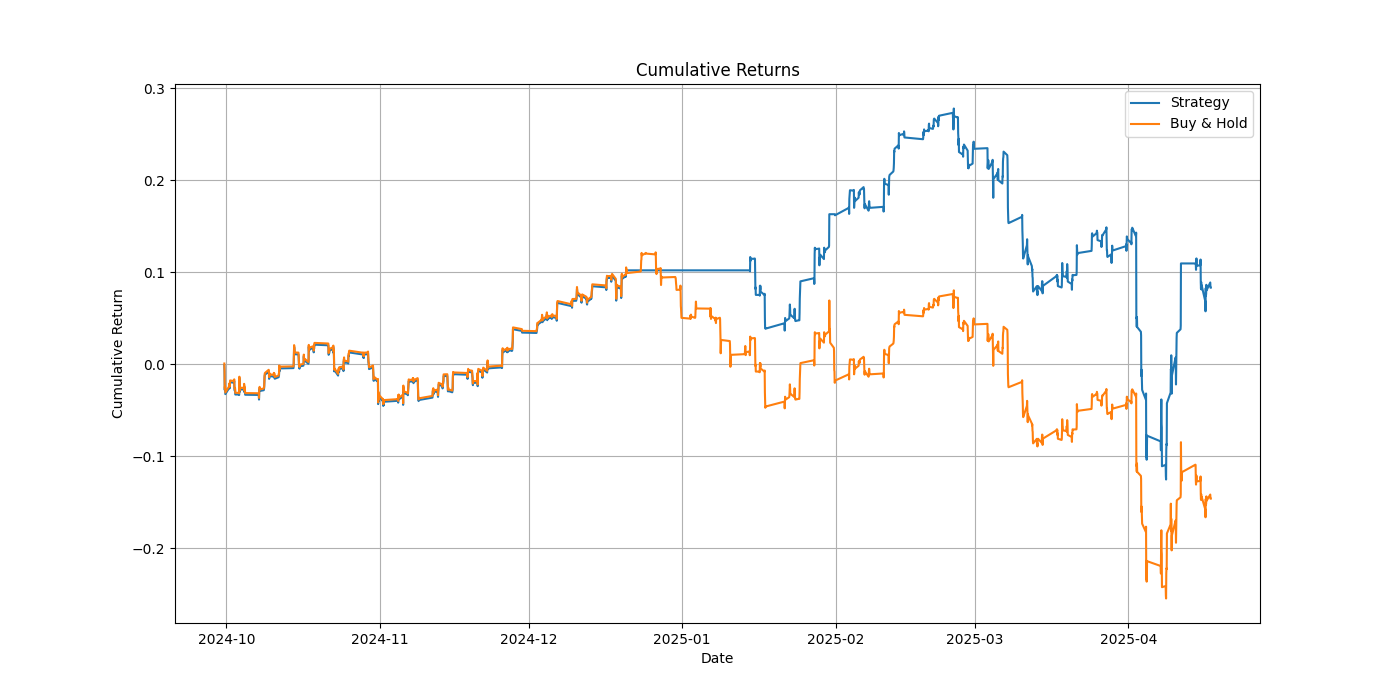 Cumulative Returns
Strategy
Buy & Hold
0.3
0.2
0.1
0.0
−0.1
−0.2
Cumulative Return
2024-10 2024-11 2024-12 2025-01 2025-02 2025-03 2025-04
Date